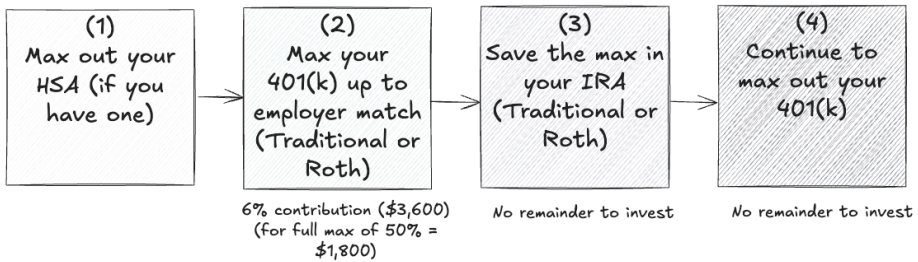 (1)
Max out your
HSA (if you
have one)
(2)
Max your
401(k) up to
employer match
(Traditional or
Roth)
6% contribution ($3,600)
(for full max of 50% =
$1,800)
(3)
Save the max in
your IRA
(Traditional or
Roth)
No remainder to invest
(4)
Continue to
max out your
401(k)
No remainder to invest